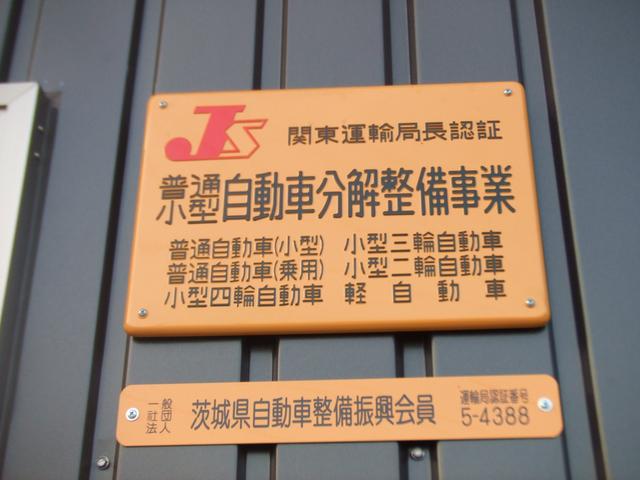 JS 関東運輸局長認証
普通
小型 自動車分解整備事業
普通自動車(小型) 小型三輪自動車
普通自動車(乗用) 小型二輪自動車
小型四輪自動車 軽自動車
一般
社団
法人 茨城県自動車整備振興会員 運輸局認証番号
5-4388